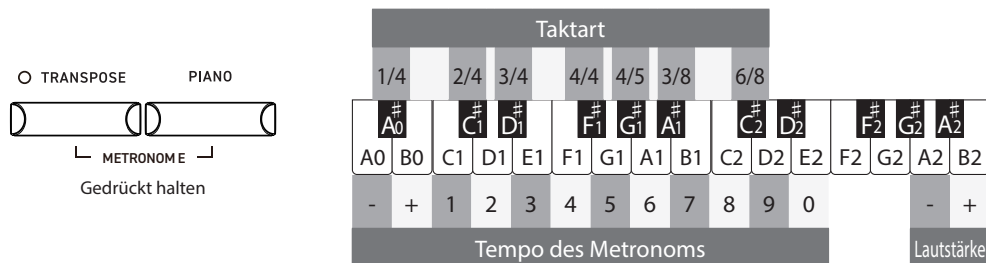 Taktart
1/4 2/4 3/4 4/4 4/5 3/8 6/8
TRANSPOSE PIANO
METRONOME
Gedrückt halten
A0# C1# D1# F1# G1# A1# C2# D2# F2# G2# A2#
A0 B0 C1 D1 E1 F1 G1 A1 B1 C2 D2 E2 F2 G2 A2 B2
- + 1 2 3 4 5 6 7 8 9 0 - +
Tempo des Metronoms Lautstärke